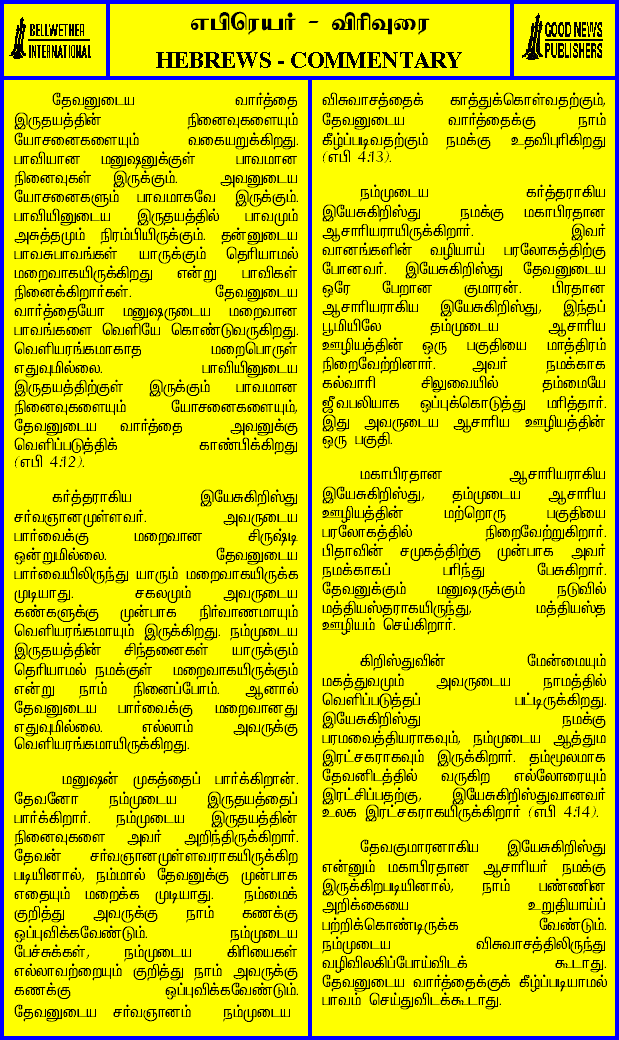 BELLWETHER
INTERNATIONAL
எபிரெயர் - விரிவுரை
HEBREWS - COMMENTARY
GOOD NEWS
PUBLISHERS
தேவனுடைய வார்த்தை
இருதயத்தின் நினைவுகளையும்
யோசனைகளையும் வகையறுக்கிறது.
பாவியான மனுஷனுக்குள் பாவமான
நினைவுகள் இருக்கும். அவனுடைய
யோசனைகளும் பாவமாகவே இருக்கும்.
பாவியினுடைய இருதயத்தில் பாவமும்
அசுத்தமும் நிரம்பியிருக்கும். தன்னுடைய
பாவசுபாவங்கள் யாருக்கும் தெரியாமல்
மறைவாகயிருக்கிறது என்று பாவிகள்
நினைக்கிறார்கள். தேவனுடைய
வார்த்தையோ மனுஷருடைய மறைவான
பாவங்களை வெளியே கொண்டுவருகிறது.
வெளியரங்கமாகாத மறைபொருள்
எதுவுமில்லை. பாவியினுடைய
இருதயத்திற்குள் இருக்கும் பாவமான
நினைவுகளையும் யோசனைகளையும்,
தேவனுடைய வார்த்தை அவனுக்கு
வெளிப்படுத்திக் காண்பிக்கிறது
(எபி 4:12).
கர்த்தராகிய இயேசுகிறிஸ்து
சர்வஞானமுள்ளவர். அவருடைய
பார்வைக்கு மறைவான சிருஷ்டி
ஒன்றுமில்லை. தேவனுடைய
பார்வையிலிருந்து யாரும் மறைவாகயிருக்க
முடியாது. சகலமும் அவருடைய
கண்களுக்கு முன்பாக நிர்வாணமாயும்
வெளியரங்கமாயும் இருக்கிறது. நம்முடைய
இருதயத்தின் சிந்தனைகள் யாருக்கும்
தெரியாமல் நமக்குள் மறைவாகயிருக்கும்
என்று நாம் நினைப்போம். ஆனால்
தேவனுடைய பார்வைக்கு மறைவானது
எதுவுமில்லை. எல்லாம் அவருக்கு
வெளியரங்கமாயிருக்கிறது.
மனுஷன் முகத்தைப் பார்க்கிறான்.
தேவனோ நம்முடைய இருதயத்தைப்
பார்க்கிறார். நம்முடைய இருதயத்தின்
நினைவுகளை அவர் அறிந்திருக்கிறார்.
தேவன் சர்வஞானமுள்ளவராகயிருக்கிற
படியினால், நம்மால் தேவனுக்கு முன்பாக
எதையும் மறைக்க முடியாது. நம்மைக்
குறித்து அவருக்கு நாம் கணக்கு
ஒப்புவிக்கவேண்டும். நம்முடைய
பேச்சுக்கள், நம்முடைய கிரியைகள்
எல்லாவற்றையும் குறித்து நாம் அவருக்கு
கணக்கு ஒப்புவிக்கவேண்டும்.
தேவனுடைய சர்வஞானம் நம்முடைய
விசுவாசத்தைக் காத்துக்கொள்வதற்கும்,
தேவனுடைய வார்த்தைக்கு நாம்
கீழ்ப்படிவதற்கும் நமக்கு உதவிபுரிகிறது
(எபி 4:13).
நம்முடைய கர்த்தராகிய
இயேசுகிறிஸ்து நமக்கு மகாபிரதான
ஆசாரியராயிருக்கிறார். இவர்
வானங்களின் வழியாய் பரலோகத்திற்கு
போனவர். இயேசுகிறிஸ்து தேவனுடைய
ஒரே பேறான குமாரன். பிரதான
ஆசாரியராகிய இயேசுகிறிஸ்து, இந்தப்
பூமியிலே தம்முடைய ஆசாரிய
ஊழியத்தின் ஒரு பகுதியை மாத்திரம்
நிறைவேற்றினார். அவர் நமக்காக
கல்வாரி சிலுவையில் தம்மையே
ஜீவபலியாக ஒப்புக்கொடுத்து மரித்தார்.
இது அவருடைய ஆசாரிய ஊழியத்தின்
ஒரு பகுதி.
மகாபிரதான ஆசாரியராகிய
இயேசுகிறிஸ்து, தம்முடைய ஆசாரிய
ஊழியத்தின் மற்றொரு பகுதியை
பரலோகத்தில் நிறைவேற்றுகிறார்.
பிதாவின் சமுகத்திற்கு முன்பாக அவர்
நமக்காகப் பரிந்து பேசுகிறார்.
தேவனுக்கும் மனுஷருக்கும் நடுவில்
மத்தியஸ்தராகயிருந்து, மத்தியஸ்த
ஊழியம் செய்கிறார்.
கிறிஸ்துவின் மேன்மையும்
மகத்துவமும் அவருடைய நாமத்தில்
வெளிப்படுத்தப் பட்டிருக்கிறது.
இயேசுகிறிஸ்து நமக்கு
பரமவைத்தியராகவும், நம்முடைய ஆத்தும
இரட்சகராகவும் இருக்கிறார். தம்மூலமாக
தேவனிடத்தில் வருகிற எல்லோரையும்
இரட்சிப்பதற்கு, இயேசுகிறிஸ்துவானவர்
உலக இரட்சகராகயிருக்கிறார் (எபி 4:14).
தேவகுமாரனாகிய இயேசுகிறிஸ்து
என்னும் மகாபிரதான ஆசாரியர் நமக்கு
இருக்கிறபடியினால், நாம் பண்ணின
அறிக்கையை உறுதியாய்ப்
பற்றிக்கொண்டிருக்க வேண்டும்.
நம்முடைய விசுவாசத்திலிருந்து
வழிவிலகிப்போய்விடக் கூடாது.
தேவனுடைய வார்த்தைக்குக் கீழ்ப்படியாமல்
பாவம் செய்துவிடக்கூடாது.